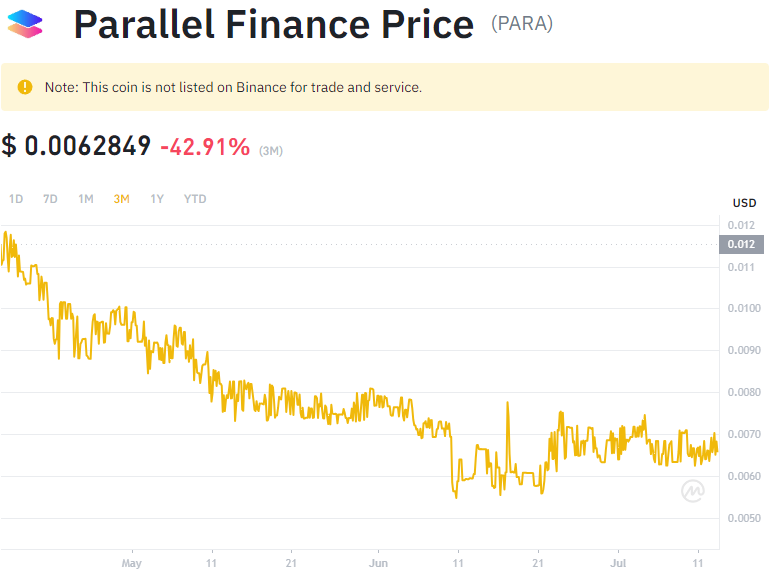 Parallel Finance Price (PARA)
Note: This coin is not listed on Binance for trade and service.
$ 0.0062849 -42.91% (3M)
1D 7D 1M 3M 1Y YTD
USD
0.012
0.012
0.011
0.0100
0.0090
0.0080
0.0070
0.0060
0.0050
May 11 21 Jun 11 21 Jul 11